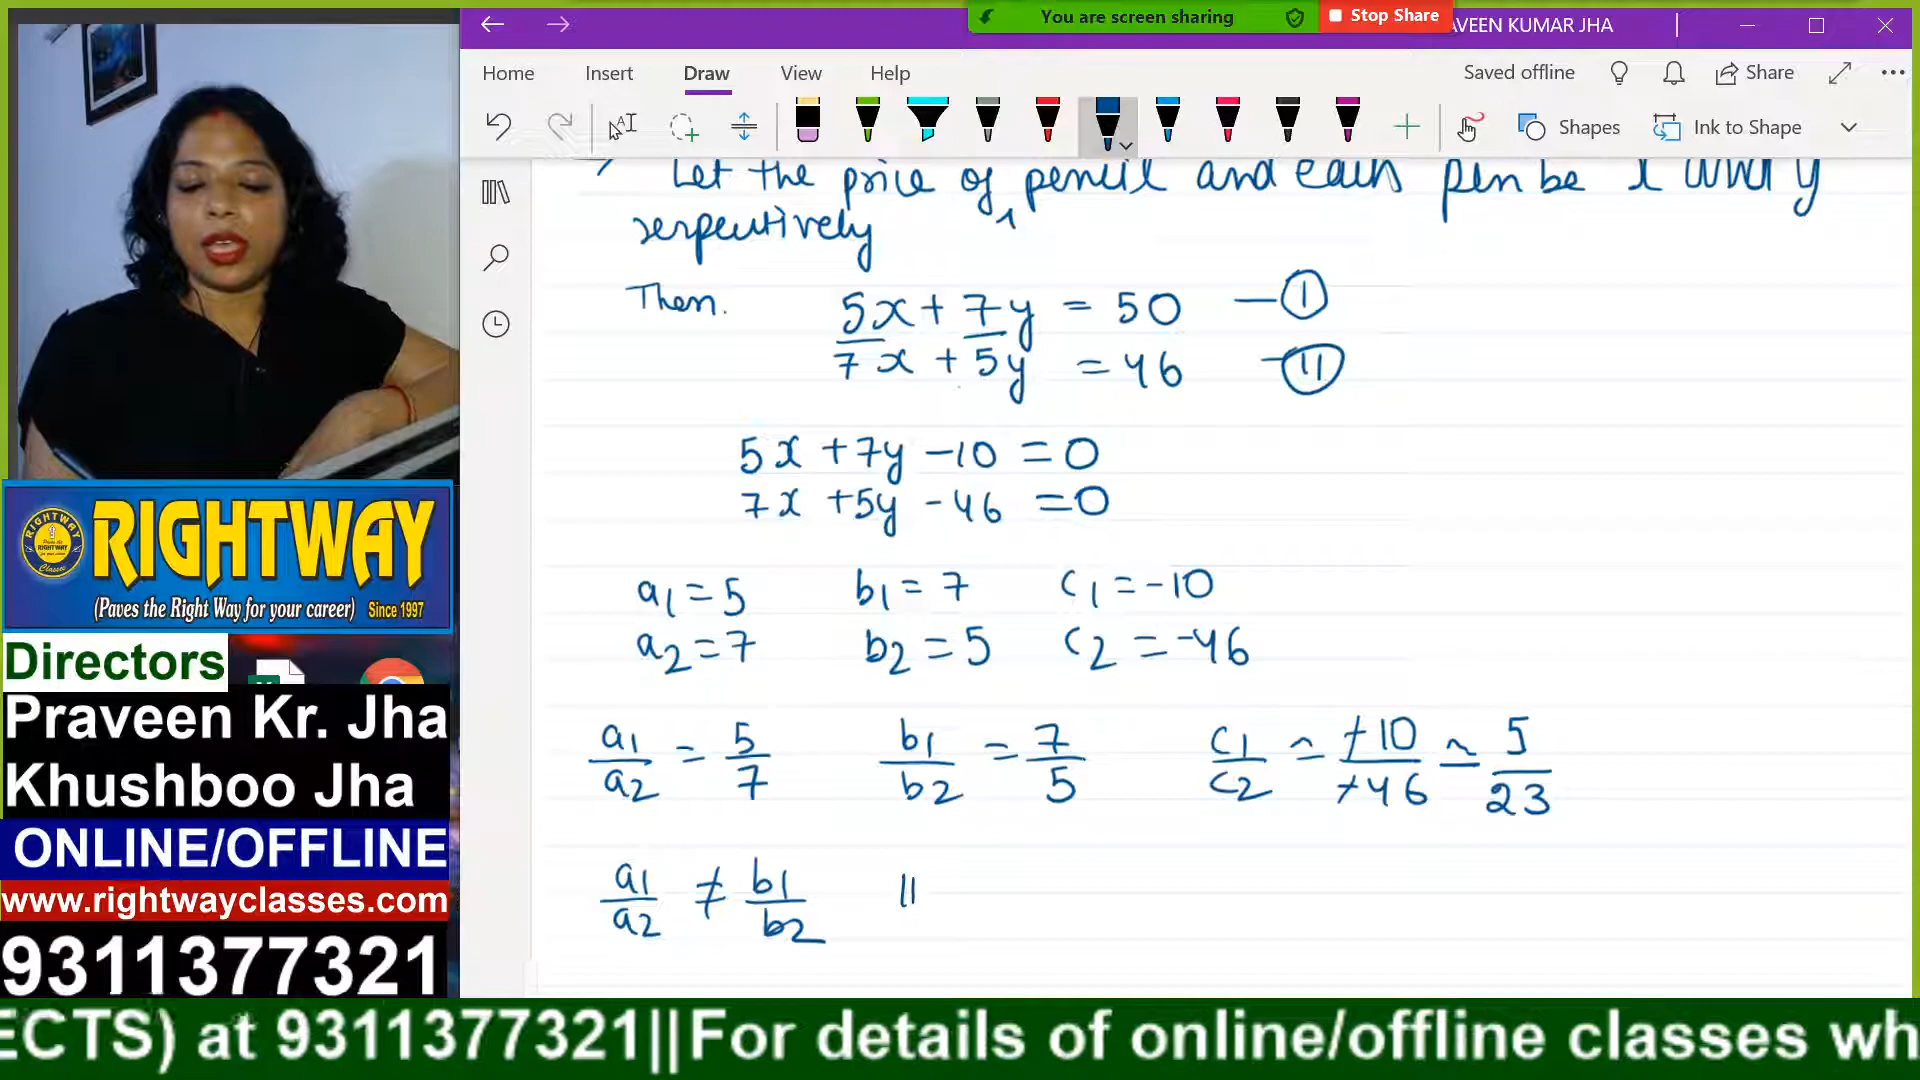 You are screen sharing
Stop Share
AVEEN KUMAR JHA
Home Insert Draw View Help
Saved offline
Share
Shapes
Ink to Shape
Let the price of 1 pencil and each pen be x and y
respectively
Then.
5x + 7y = 50 — I
7x + 5y = 46 — II
5x + 7y - 10 = 0
7x + 5y - 46 = 0
a1 = 5 b1 = 7 c1 = -10
a2 = 7 b2 = 5 c2 = -46
a1/a2 = 5/7 b1/b2 = 7/5 c1/c2 = +10/+46 = 5/23
a1/a2 ≠ b1/b2
RIGHTWAY
(Paves the Right Way for your career) Since 1997
Directors
Praveen Kr. Jha
Khushboo Jha
ONLINE/OFFLINE
www.rightwayclasses.com
9311377321
ECTS) at 9311377321||For details of online/offline classes wh